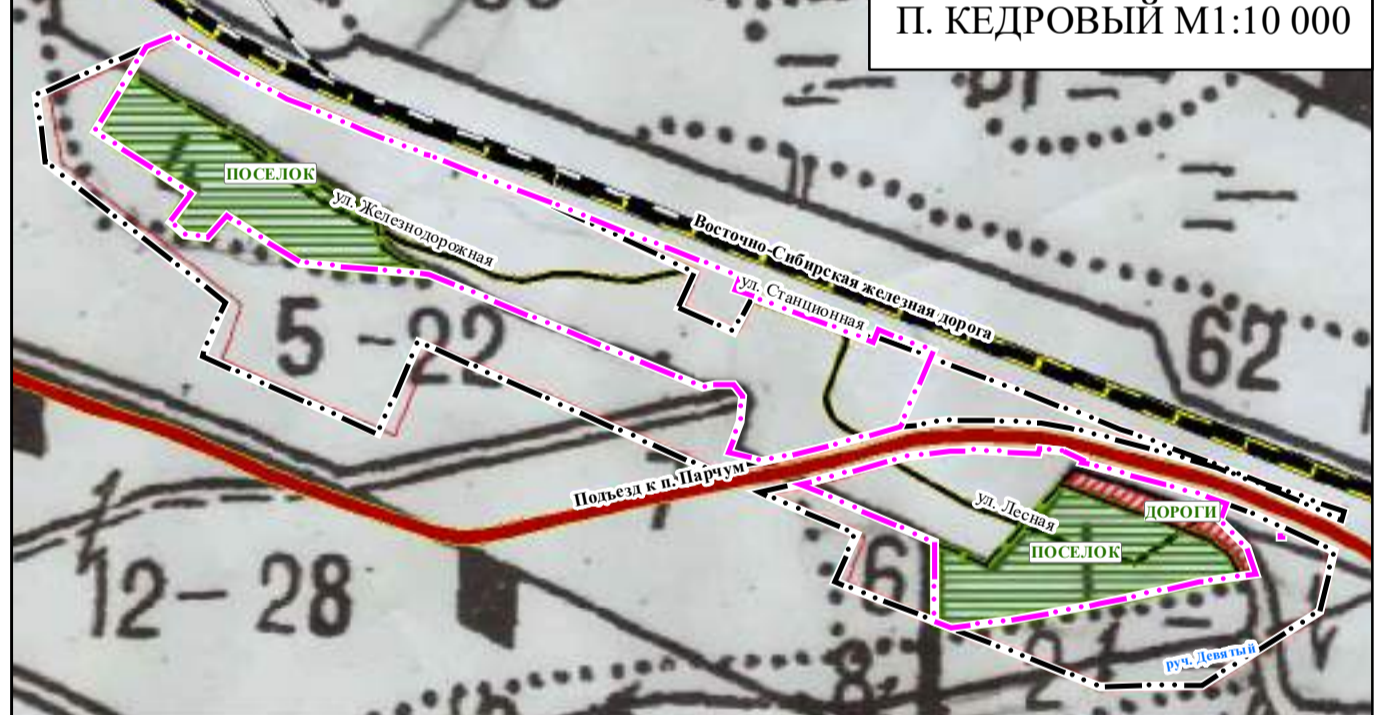 П. КЕДРОВЫЙ М1:10 000
ПОСЕЛОК
ул. Железнодорожная
Восточно-Сибирская железная дорога
ул. Станционная
62
5 - 22
Подъезд к п. Парчум
ул. Лесная
ДОРОГИ
ПОСЕЛОК
6
12 - 28
руч. Девятый